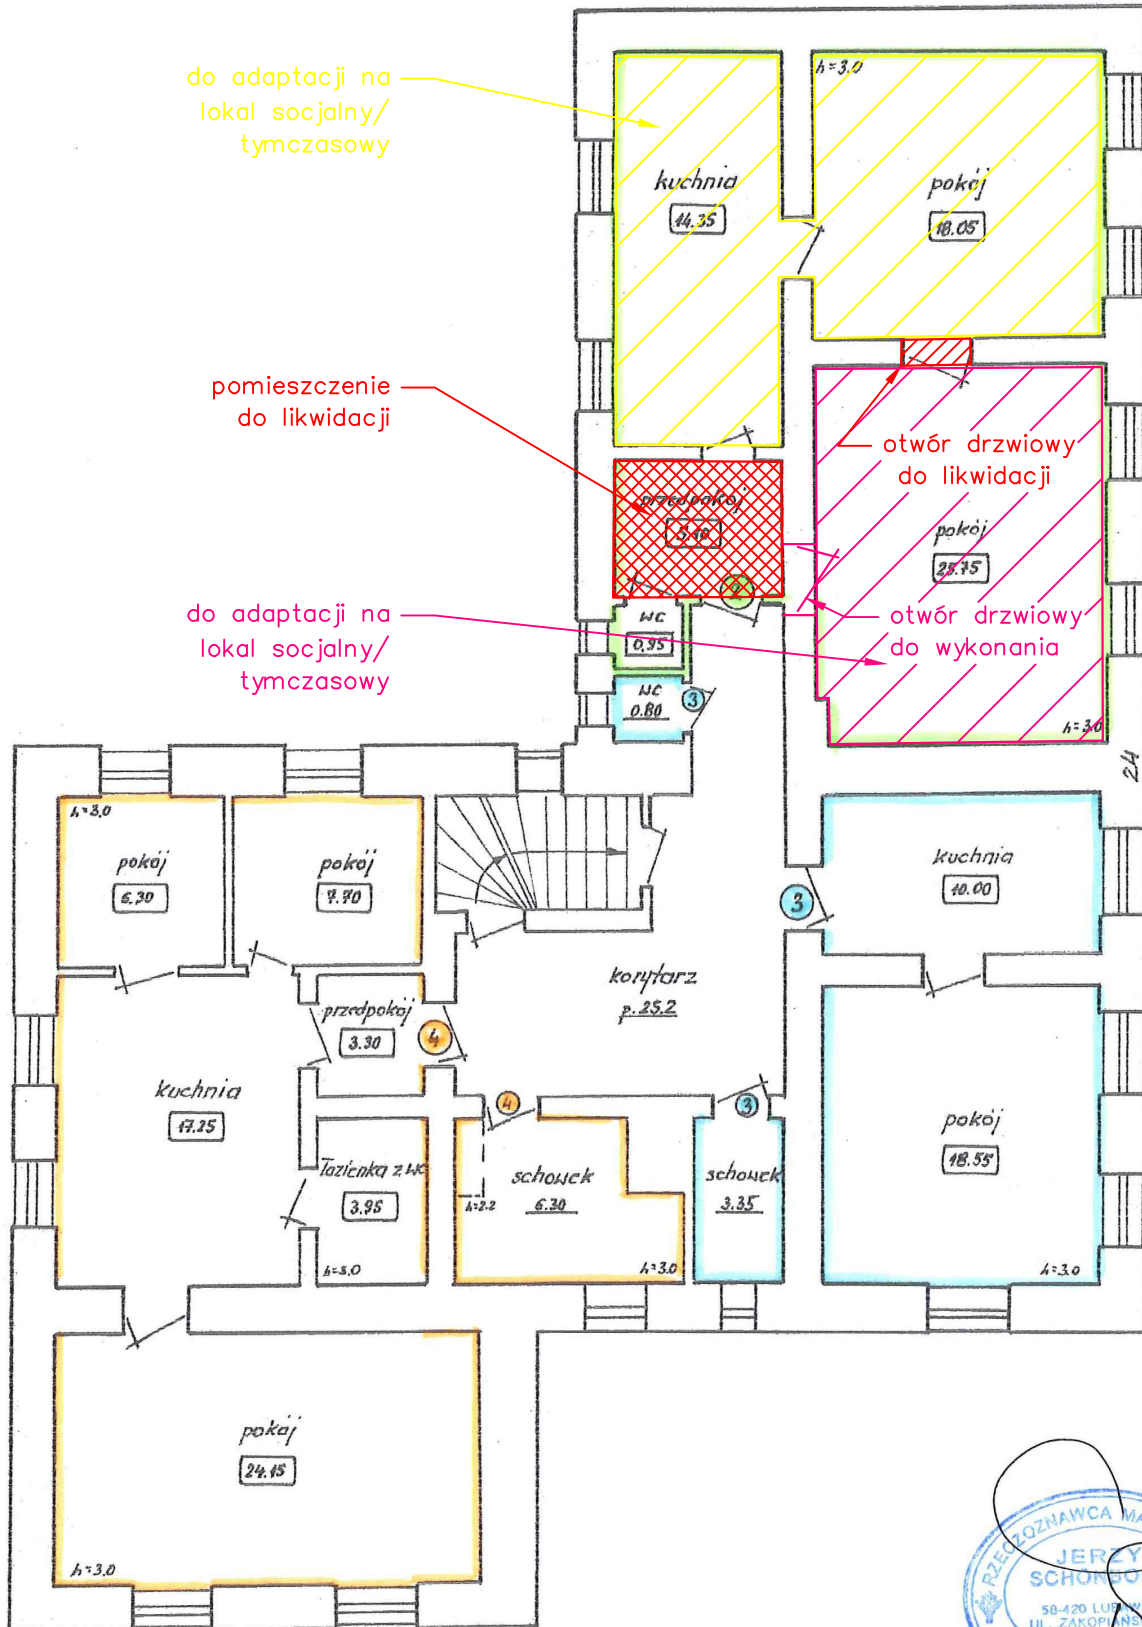 do adaptacji na
lokal socjalny/
tymczasowy
h=3.0
kuchnia
14.35
pokój
18.05
pomieszczenie
do likwidacji
otwór drzwiowy
do likwidacji
przedpokój
pokój
25.75
2
do adaptacji na
lokal socjalny/
tymczasowy
otwór drzwiowy
do wykonania
wc
0.95
wc
0.80
3
h=3.0
24
h=3.0
pokój
6.30
pokój
7.70
kuchnia
10.00
3
korytarz
p. 25.2
przedpokój
3.30
4
kuchnia
17.25
4
3
pokój
18.55
łazienka z wc
3.95
h=3.0
schowek
6.30
h=2.2
h=3.0
schowek
3.35
h=3.0
pokój
24.15
h=3.0
RZECZOZNAWCA
JERZY
58-420